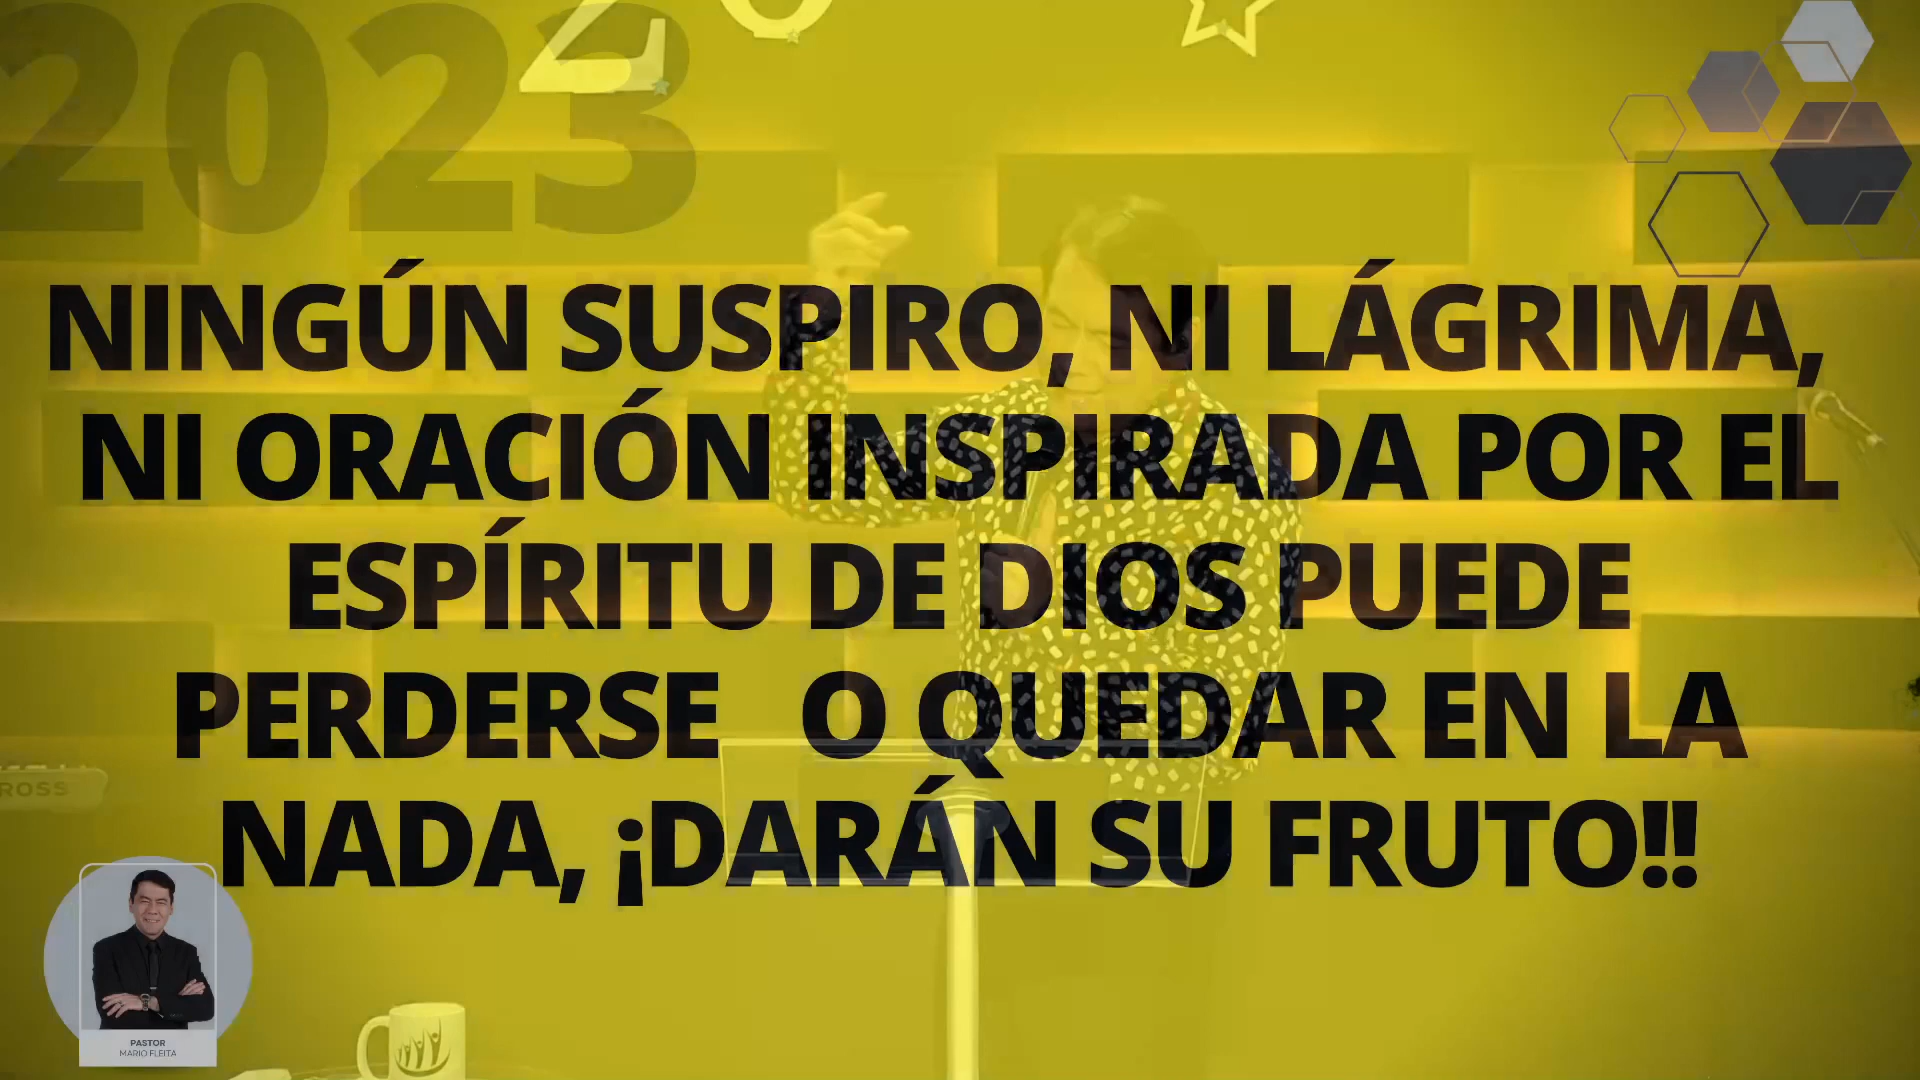 2023
NINGÚN SUSPIRO, NI LÁGRIMA,
NI ORACIÓN INSPIRADA POR EL
ESPÍRITU DE DIOS PUEDE
PERDERSE O QUEDAR EN LA
NADA, ¡DARÁN SU FRUTO!!
ROSS
PASTOR
MARIO FLEITA